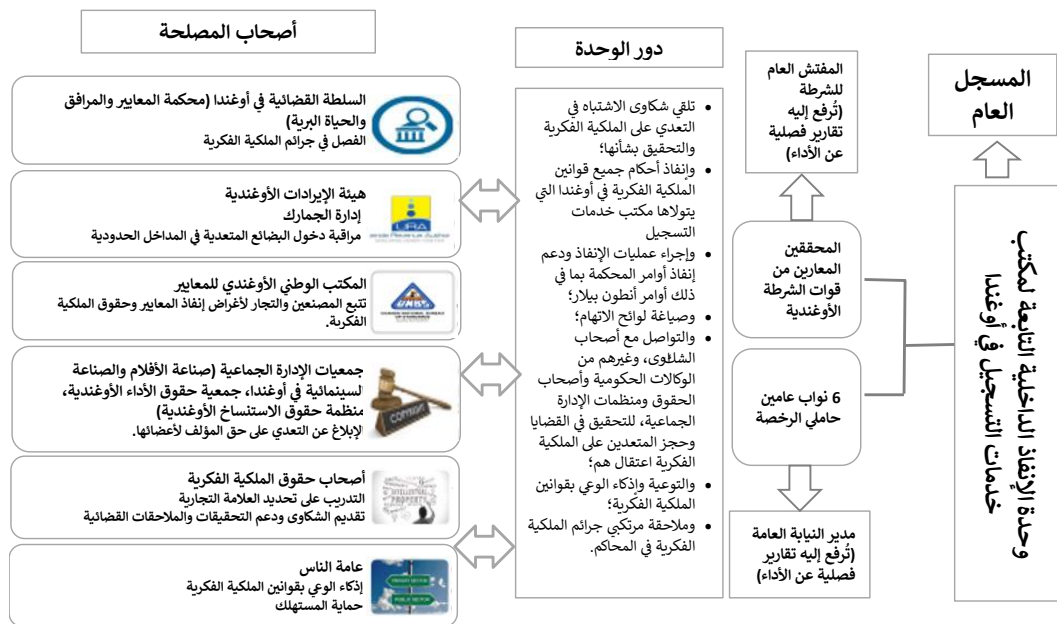 المسجل
العام
وحدة الإنفاذ الداخلية التابعة لمكتب
خدمات التسجيل في أوغندا
المفتش العام
للشرطة
(تُرفع إليه
تقارير فصلية
عن الأداء)
المحققين
المعارين من
قوات الشرطة
الأوغندية
6 نواب عامين
حاملي الرخصة
مدير النيابة العامة
(تُرفع إليه تقارير
فصلية عن الأداء)
دور الوحدة
• تلقي شكاوى الاشتباه في
التعدي على الملكية الفكرية
والتحقيق بشأنها؛
• وإنفاذ أحكام جميع قوانين
الملكية الفكرية في أوغندا التي
يتولاها مكتب خدمات
التسجيل
• وإجراء عمليات الإنفاذ ودعم
إنفاذ أوامر المحكمة بما في
ذلك أوامر أنطون بيلار؛
• وصياغة لوائح الاتهام؛
• والتواصل مع أصحاب
الشكاوى، وغيرهم من
الوكالات الحكومية وأصحاب
الحقوق ومنظمات الإدارة
الجماعية، للتحقيق في القضايا
وحجز المتعدين على الملكية
الفكرية اعتقال هم؛
• والتوعية وإذكاء الوعي بقوانين
الملكية الفكرية؛
• وملاحقة مرتكبي جرائم الملكية
الفكرية في المحاكم.
أصحاب المصلحة
السلطة القضائية في أوغندا (محكمة المعايير والمرافق
والحياة البرية)
الفصل في جرائم الملكية الفكرية
هيئة الإيرادات الأوغندية
إدارة الجمارك
مراقبة دخول البضائع المتعدية في المداخل الحدودية
URA
المكتب الوطني الأوغندي للمعايير
تتبع المصنعين والتجار لأغراض إنفاذ المعايير وحقوق الملكية
الفكرية.
UNBS
جمعيات الإدارة الجماعية (صناعة الأفلام والصناعة
السينمائية في أوغندا، جمعية حقوق الأداء الأوغندية،
منظمة حقوق الاستنساخ الأوغندية)
الإبلاغ عن التعدي على حق المؤلف لأعضائها.
COPYRIGHT
أصحاب حقوق الملكية الفكرية
التدريب على تحديد العلامة التجارية
تقديم الشكاوى ودعم التحقيقات والملاحقات القضائية
INTELLECTUAL
PROPERTY
عامة الناس
إذكاء الوعي بقوانين الملكية الفكرية
حماية المستهلك
PRIVATE SECTOR
PUBLIC SECTOR